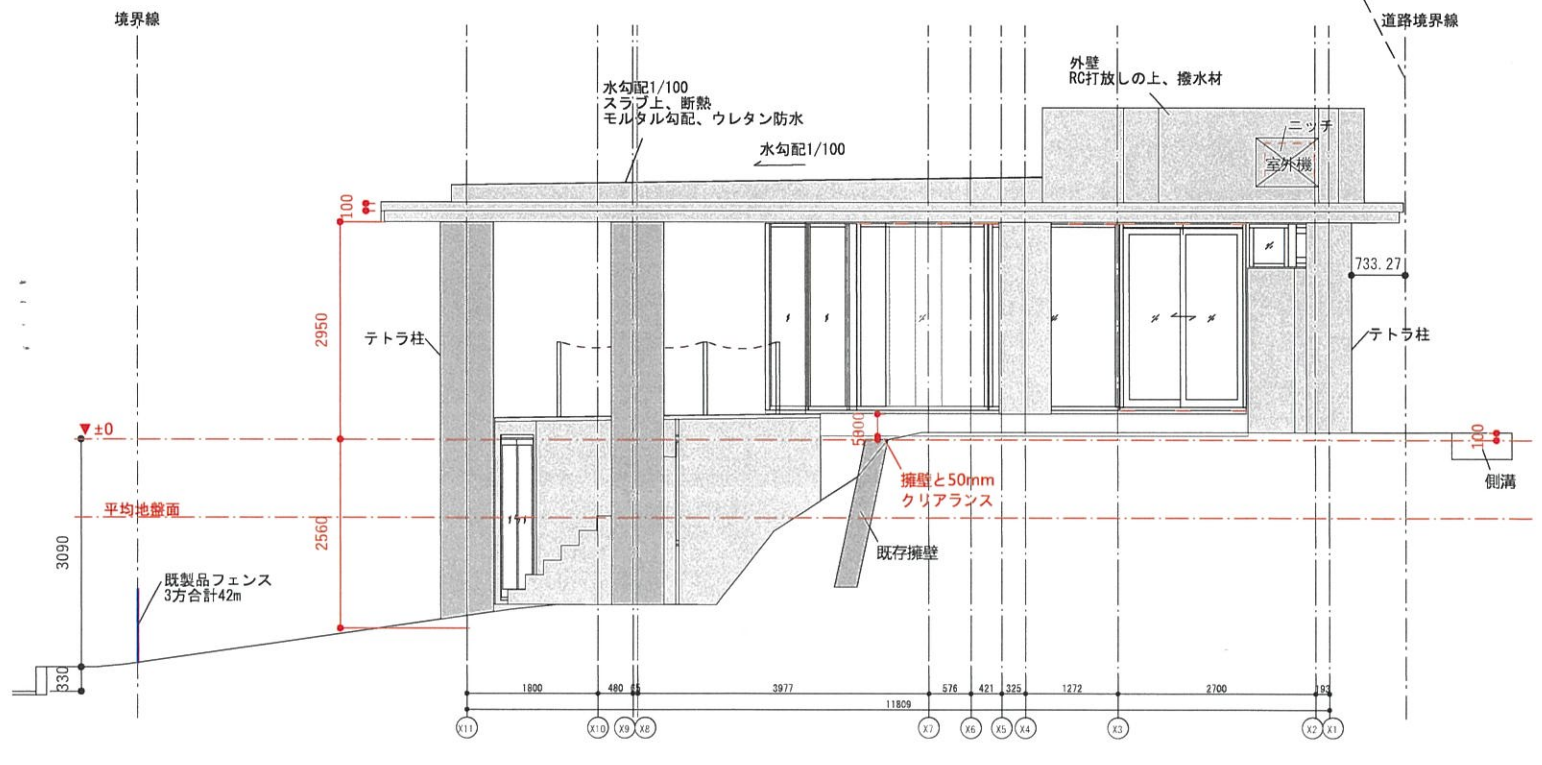 境界線
道路境界線
外壁
RC打放しの上、撥水材
水勾配1/100
スラブ上、断熱
モルタル勾配、ウレタン防水
水勾配1/100
ニッチ
室外機
100
733.27
2950
テトラ柱
テトラ柱
±0
100
擁壁と50mm
クリアランス
側溝
平均地盤面
2560
3090
既存擁壁
既製品フェンス
3方合計42m
330
1800
480
3977
576
421
325
1272
2700
193
11809
X11
X10
X9
X8
X7
X6
X5
X4
X3
X2
X1